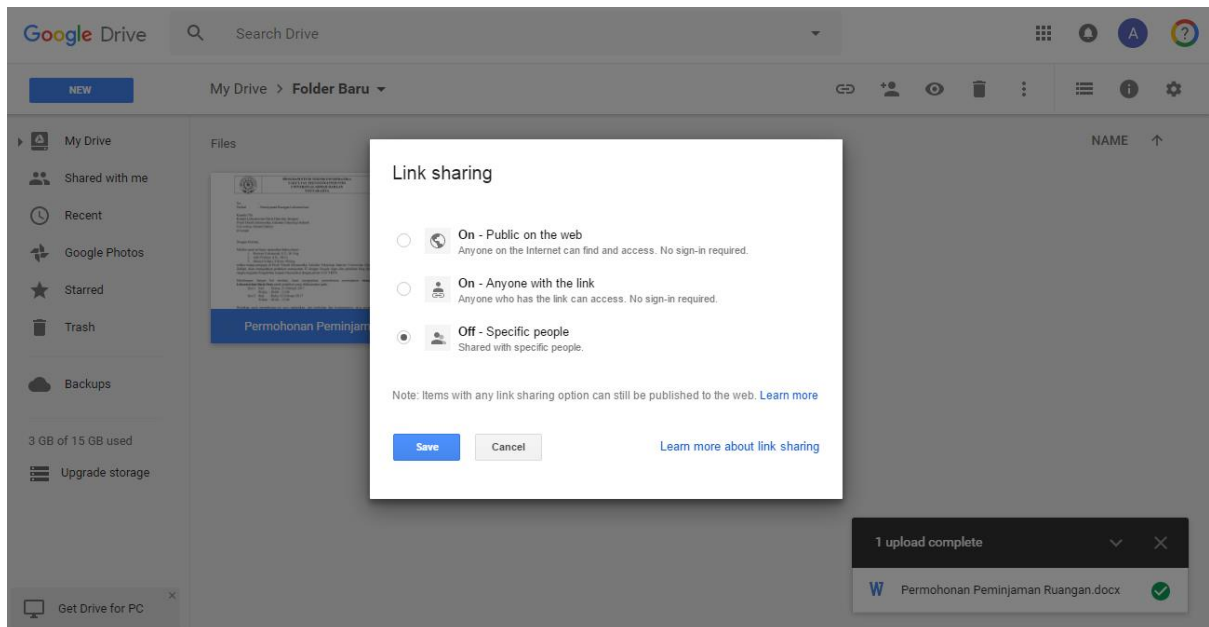 Google Drive
Search Drive
A
?
NEW
My Drive > Folder Baru
My Drive
Shared with me
Recent
Google Photos
Starred
Trash
Backups
3 GB of 15 GB used
Upgrade storage
Get Drive for PC
Files
NAME
Permohonan Peminjam
Link sharing
On - Public on the web
Anyone on the Internet can find and access. No sign-in required.
On - Anyone with the link
Anyone who has the link can access. No sign-in required.
Off - Specific people
Shared with specific people.
Note: Items with any link sharing option can still be published to the web. Learn more
Save
Cancel
Learn more about link sharing
1 upload complete
W
Permohonan Peminjaman Ruangan.docx